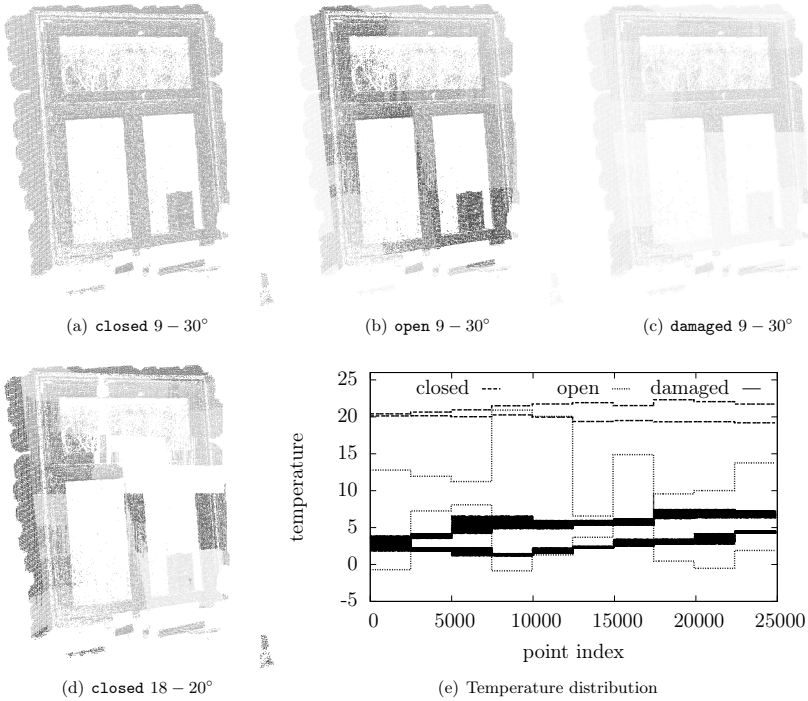 (a) closed 9 – 30°
(b) open 9 – 30°
(c) damaged 9 – 30°
(d) closed 18 – 20°
closed
open
damaged
25
20
15
10
5
0
-5
temperature
0
5000
10000
15000
20000
25000
point index
(e) Temperature distribution